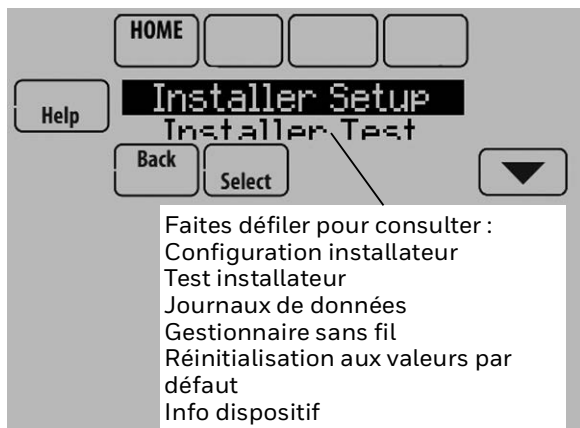 HOME
Help
Installer Setup
Installer Test
Back
Select
Faites défiler pour consulter :
Configuration installateur
Test installateur
Journaux de données
Gestionnaire sans fil
Réinitialisation aux valeurs par
défaut
Info dispositif